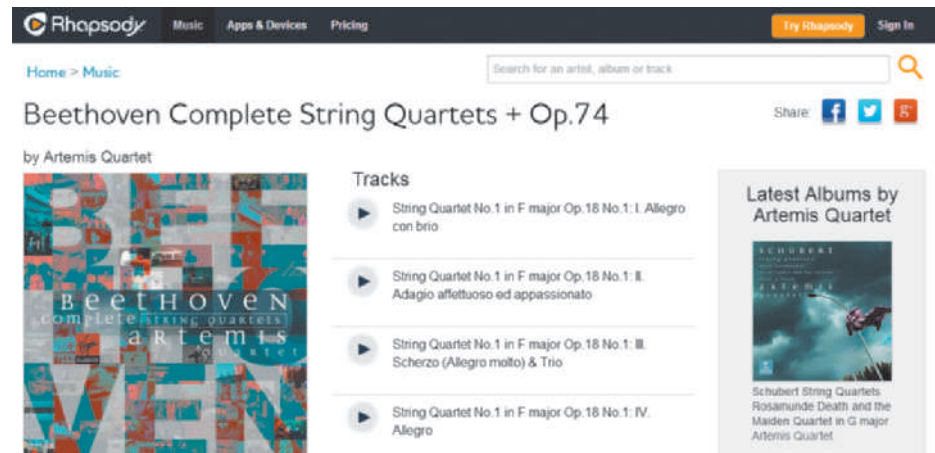 Rhapsody Music Apps & Devices Pricing Try Rhapsody Sign In
Home > Music
Search for an artist, album or track
Beethoven Complete String Quartets + Op.74
Share:
by Artemis Quartet
BEETHOVEN
complete STRING QUARTETS
aRtemis
quartet
Tracks
String Quartet No.1 in F major Op.18 No.1: I. Allegro
con brio
String Quartet No.1 in F major Op.18 No.1: II.
Adagio affettuoso ed appassionato
String Quartet No.1 in F major Op.18 No.1: III.
Scherzo (Allegro molto) & Trio
String Quartet No.1 in F major Op.18 No.1: IV.
Allegro
Latest Albums by
Artemis Quartet
SCHUBERT
artemis
Schubert String Quartets
Rosamunde Death and the
Maiden Quartet in G major
Artemis Quartet